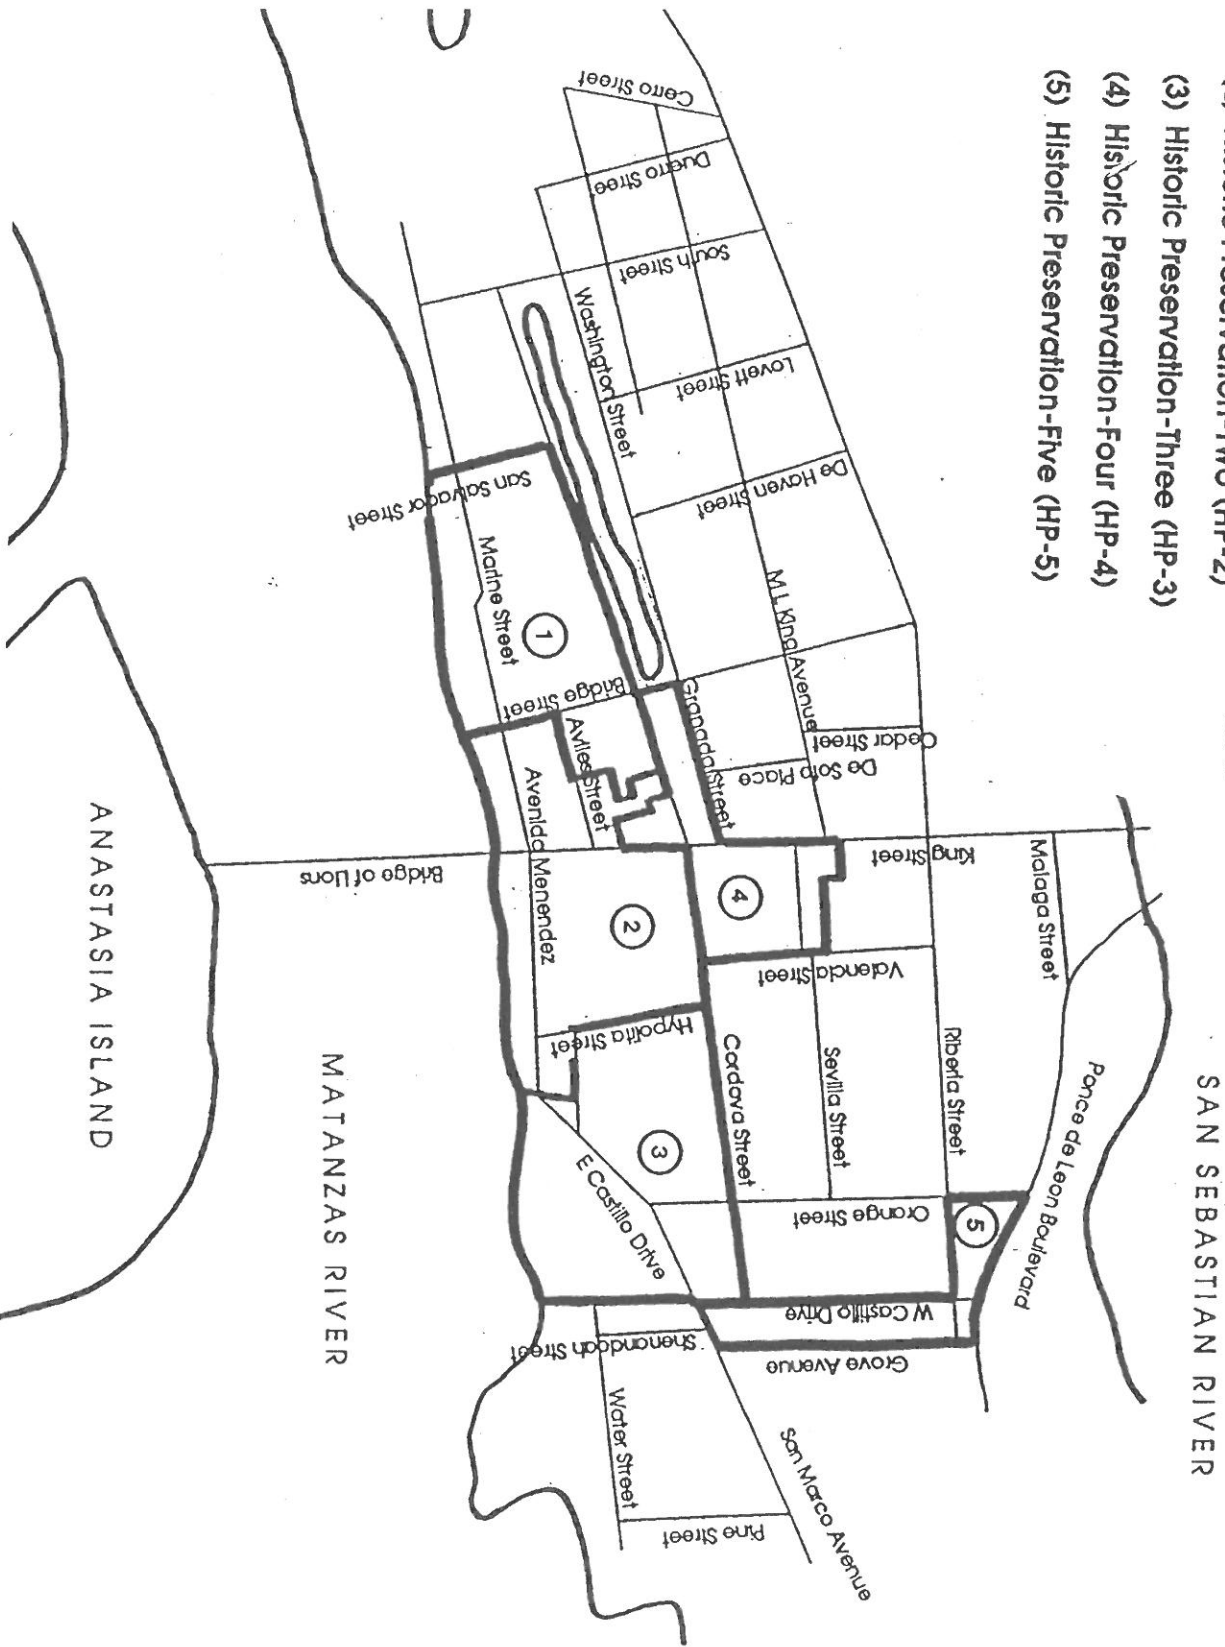 (3) Historic Preservation-Three (HP-3)
(4) Historic Preservation-Four (HP-4)
(5) Historic Preservation-Five (HP-5)
SAN SEBASTIAN RIVER
Cerro Street
Duerro Stree
South Street
Washington Street
Lovett Street
De Haven Street
M L King Avenue
San Salvador Street
Marine Street
1
Bridge Street
Granada Street
Cedar Street
De Soto Place
Aviles Street
Avenida Menendez
King Street
Malaga Street
Bridge of Lions
4
2
Valencia Street
Hypolita Street
Cordova Street
Sevilla Street
Riberia Street
Ponce de Leon Boulevard
3
E Castillo Drive
Orange Street
5
W Castillo Drive
Shenandoah Street
Grove Avenue
Water Street
San Marco Avenue
Pine Street
MATANZAS RIVER
ANASTASIA ISLAND